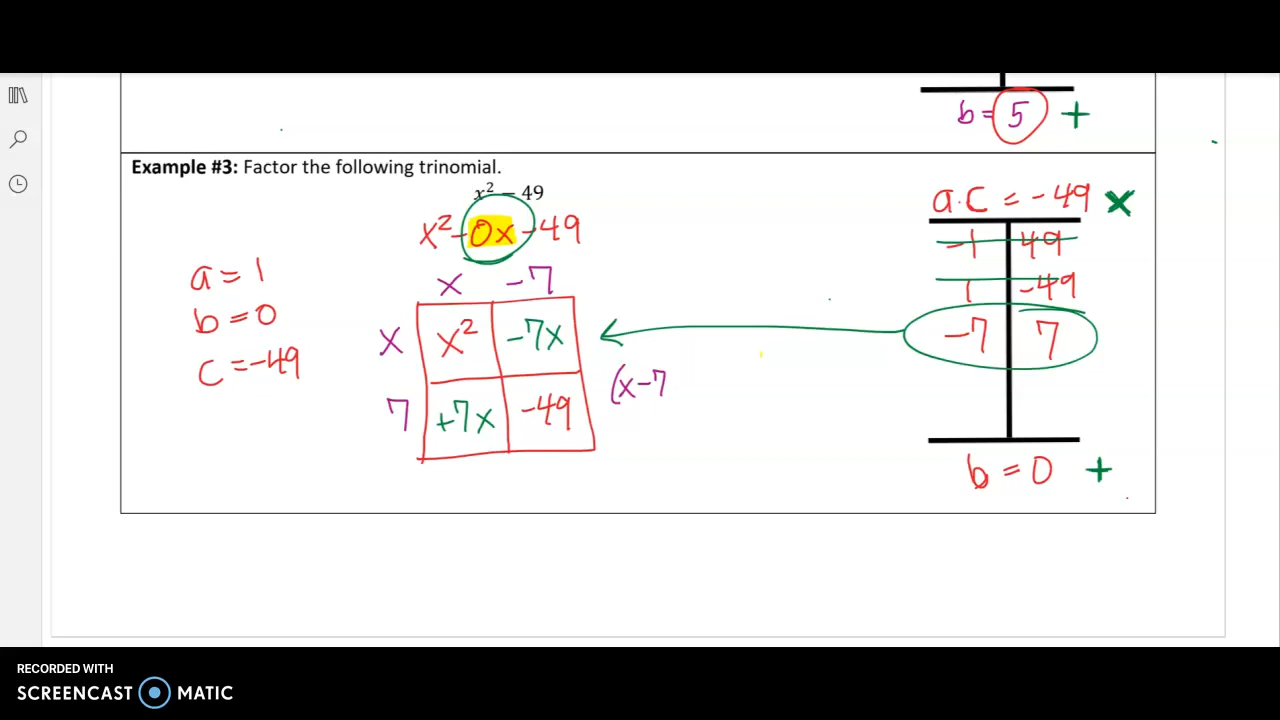 b = 5 +
Example #3: Factor the following trinomial.
x² − 49
x² - 0x - 49
a = 1
b = 0
c = -49
x -7
x x² -7x
7 +7x -49
(x-7
a·c = -49 ×
-1 49
1 -49
-7 7
b = 0 +
RECORDED WITH
SCREENCAST MATIC